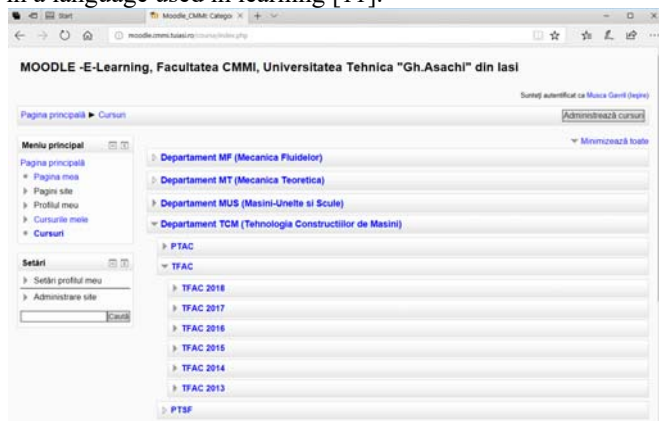 in a language used in learning [11].
Start
Moodle_CMMI: Catego
moodle.cmmi.tuiasi.ro/course/index.php
MOODLE -E-Learning, Facultatea CMMI, Universitatea Tehnica "Gh.Asachi" din Iasi
Sunteţi autentificat ca Musca Gavril (Ieşire)
Pagina principală ► Cursuri
Administrează cursuri
Minimizează toate
Meniu principal
Pagina principală
Pagina mea
Pagini site
Profilul meu
Cursurile mele
Cursuri
Setări
Setări profilul meu
Administrare site
Caută
Departament MF (Mecanica Fluidelor)
Departament MT (Mecanica Teoretica)
Departament MUS (Masini-Unelte si Scule)
Departament TCM (Tehnologia Constructiilor de Masini)
PTAC
TFAC
TFAC 2018
TFAC 2017
TFAC 2016
TFAC 2015
TFAC 2014
TFAC 2013
PTSF